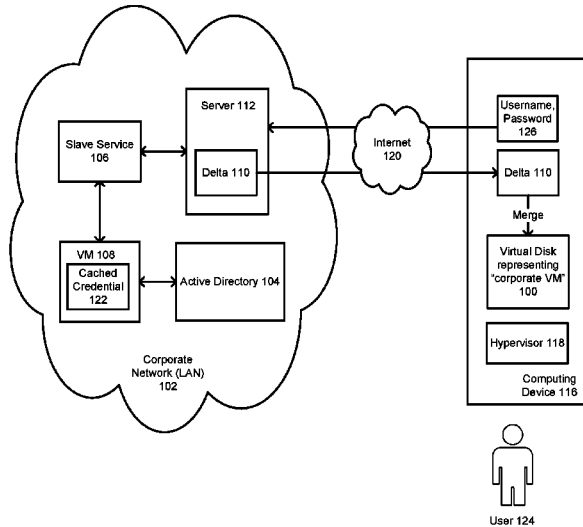 Server 112
Delta 110
Slave Service
106
VM 108
Cached
Credential
122
Active Directory 104
Corporate
Network (LAN)
102
Internet
120
Username,
Password
126
Delta 110
Merge
Virtual Disk
representing
"corporate VM"
100
Hypervisor 118
Computing
Device 116
User 124